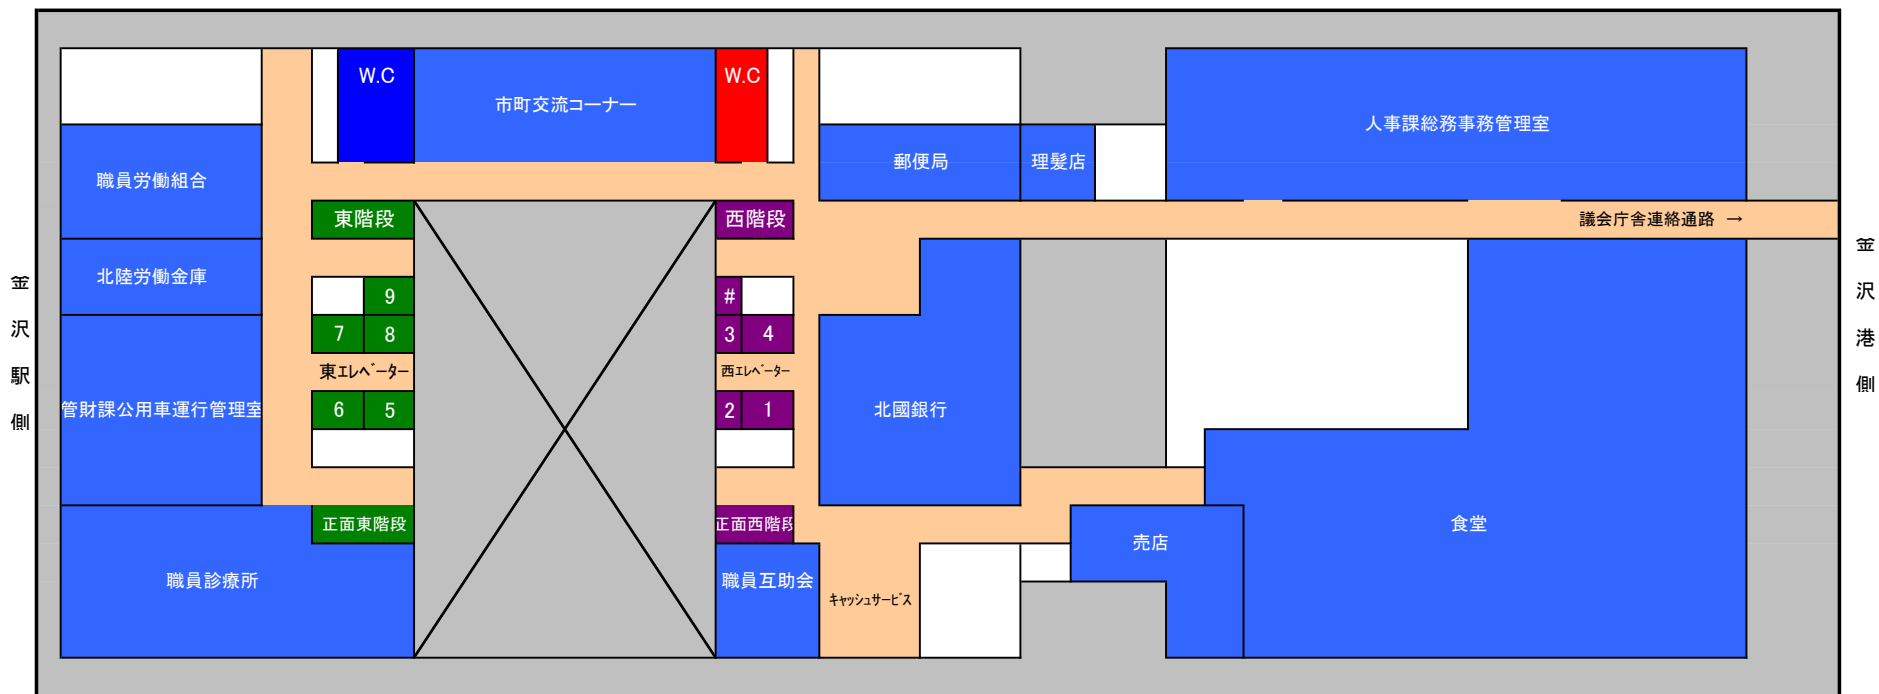 W.C
市町交流コーナー
W.C
人事課総務事務管理室
郵便局
理髪店
職員労働組合
東階段
西階段
議会庁舎連絡通路 →
北陸労働金庫
9
#
7
8
3
4
東エレベーター
西エレベーター
管財課公用車運行管理室
6
5
2
1
北國銀行
正面東階段
正面西階段
食堂
売店
職員診療所
職員互助会
キャッシュサービス
金沢駅側
金沢港側